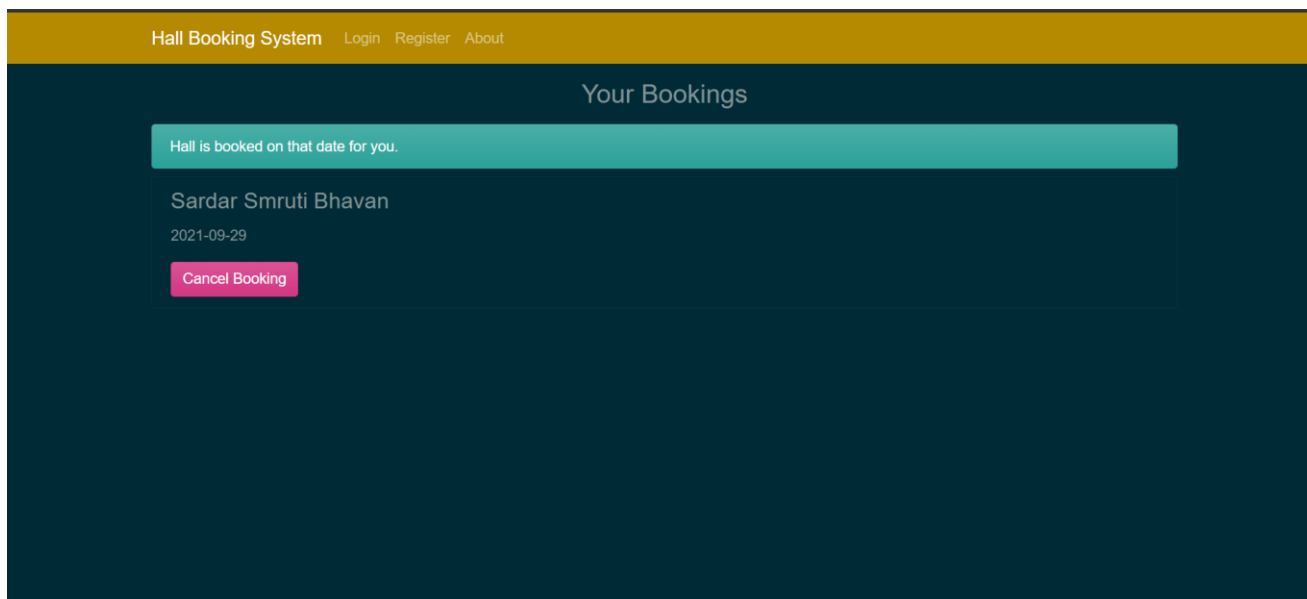 Hall Booking System Login Register About
Your Bookings
Hall is booked on that date for you.
Sardar Smruti Bhavan
2021-09-29
Cancel Booking